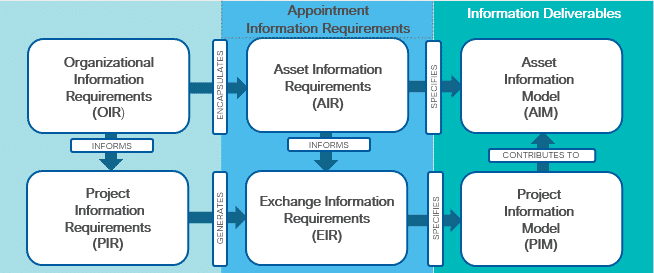 Appointment
Information Requirements
Information Deliverables
Organizational
Information
Requirements
(OIR)
ENCAPSULATES
Asset Information
Requirements
(AIR)
SPECIFIES
Asset
Information
Model
(AIM)
INFORMS
INFORMS
CONTRIBUTES TO
Project
Information
Requirements
(PIR)
GENERATES
Exchange Information
Requirements
(EIR)
SPECIFIES
Project
Information
Model
(PIM)